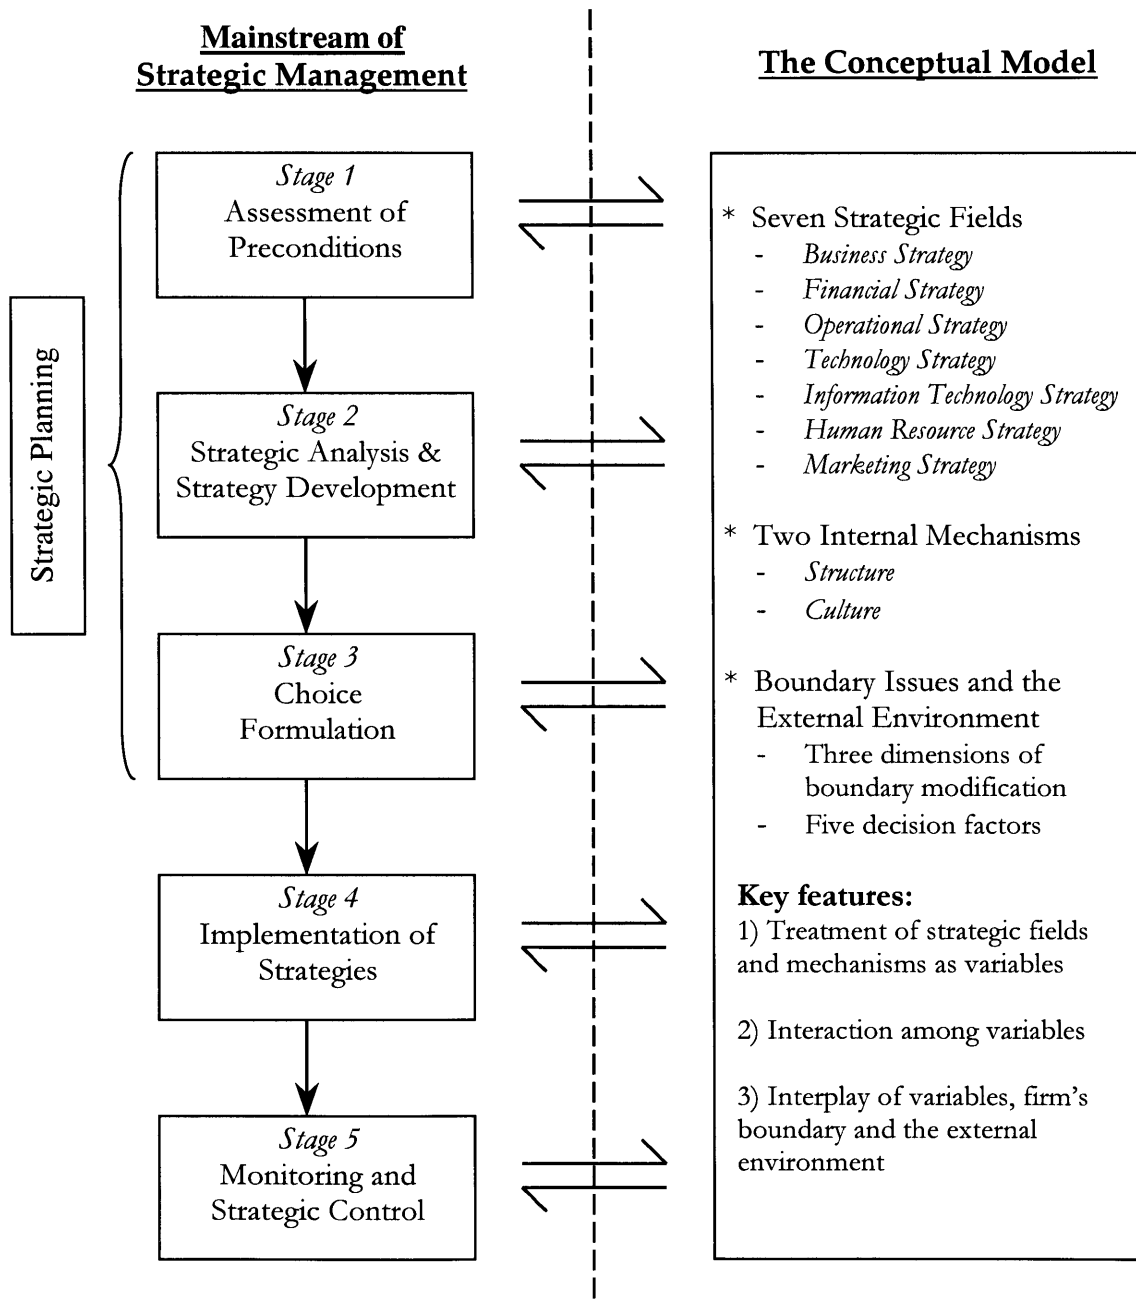 Mainstream of
Strategic Management
Strategic Planning
Stage 1
Assessment of
Preconditions
Stage 2
Strategic Analysis &
Strategy Development
Stage 3
Choice
Formulation
Stage 4
Implementation of
Strategies
Stage 5
Monitoring and
Strategic Control
The Conceptual Model
* Seven Strategic Fields
- Business Strategy
- Financial Strategy
- Operational Strategy
- Technology Strategy
- Information Technology Strategy
- Human Resource Strategy
- Marketing Strategy
* Two Internal Mechanisms
- Structure
- Culture
* Boundary Issues and the
External Environment
- Three dimensions of
boundary modification
- Five decision factors
Key features:
1) Treatment of strategic fields
and mechanisms as variables
2) Interaction among variables
3) Interplay of variables, firm's
boundary and the external
environment